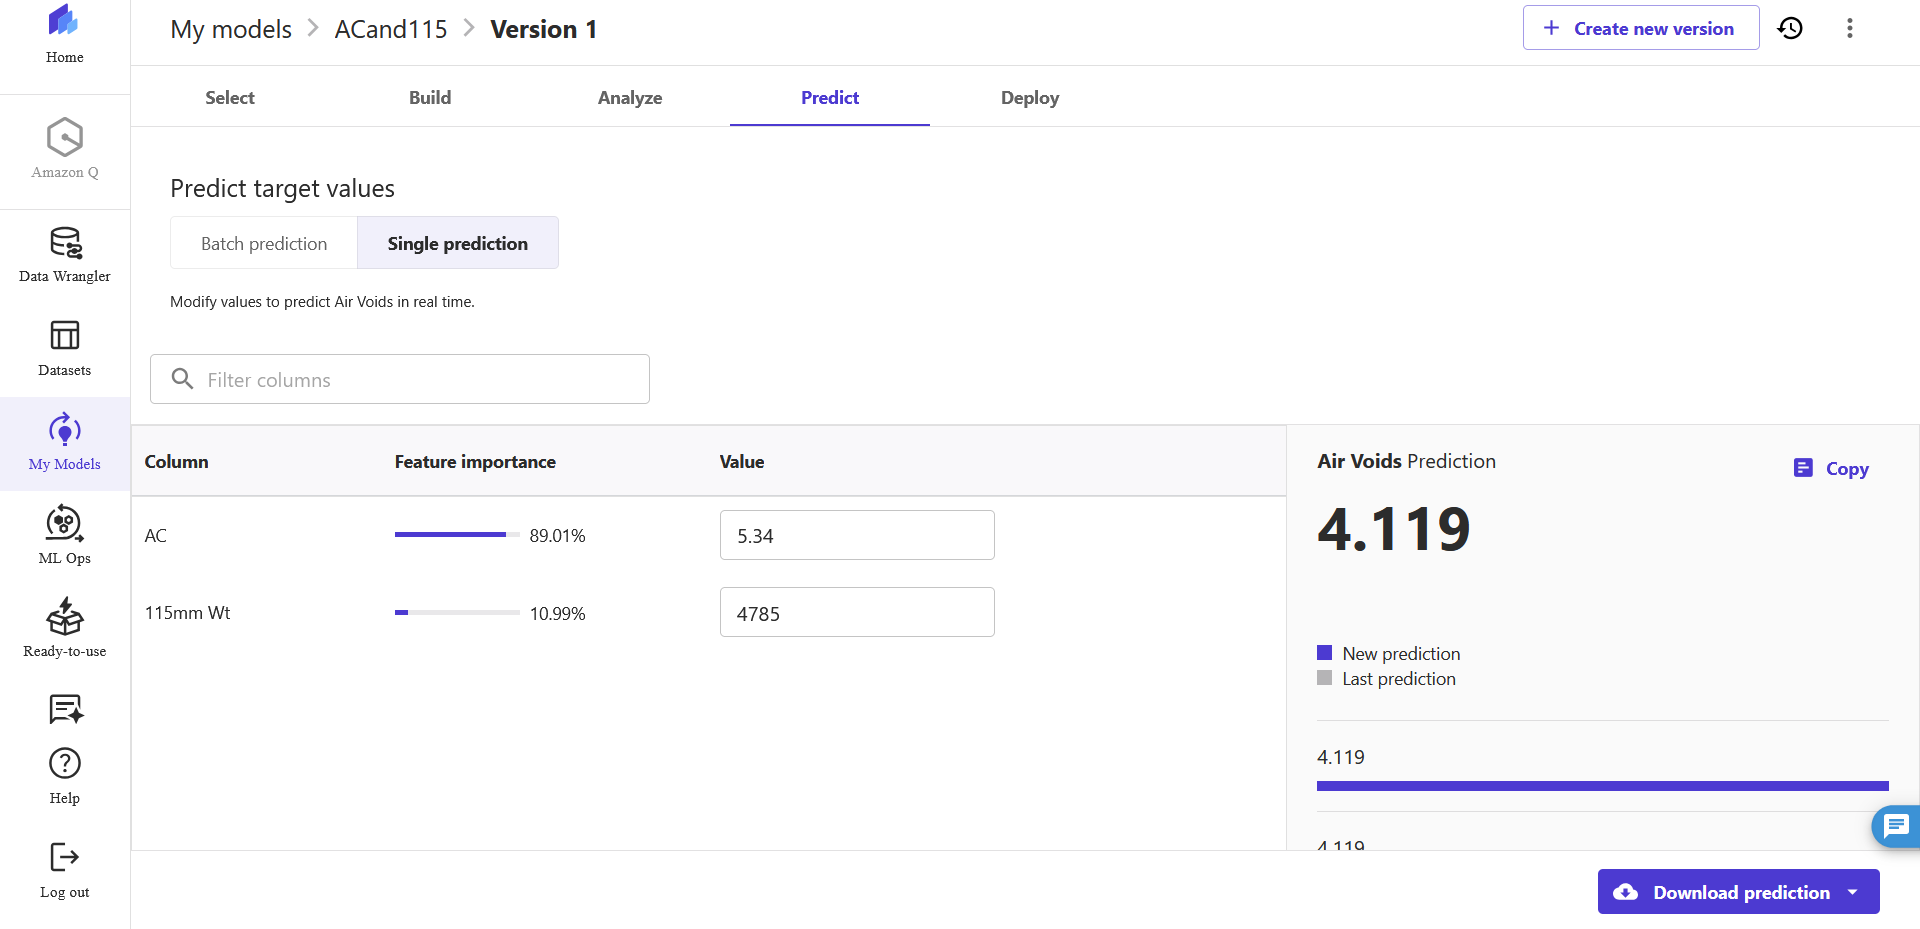 Home
Amazon Q
Data Wrangler
Datasets
My Models
ML Ops
Ready-to-use
Help
Log out
My models > ACand115 > Version 1
+ Create new version
Select Build Analyze Predict Deploy
Predict target values
Batch prediction Single prediction
Modify values to predict Air Voids in real time.
Filter columns
Column Feature importance Value
AC 89.01% 5.34
115mm Wt 10.99% 4785
Air Voids Prediction
Copy
4.119
New prediction
Last prediction
4.119
4.119
Download prediction